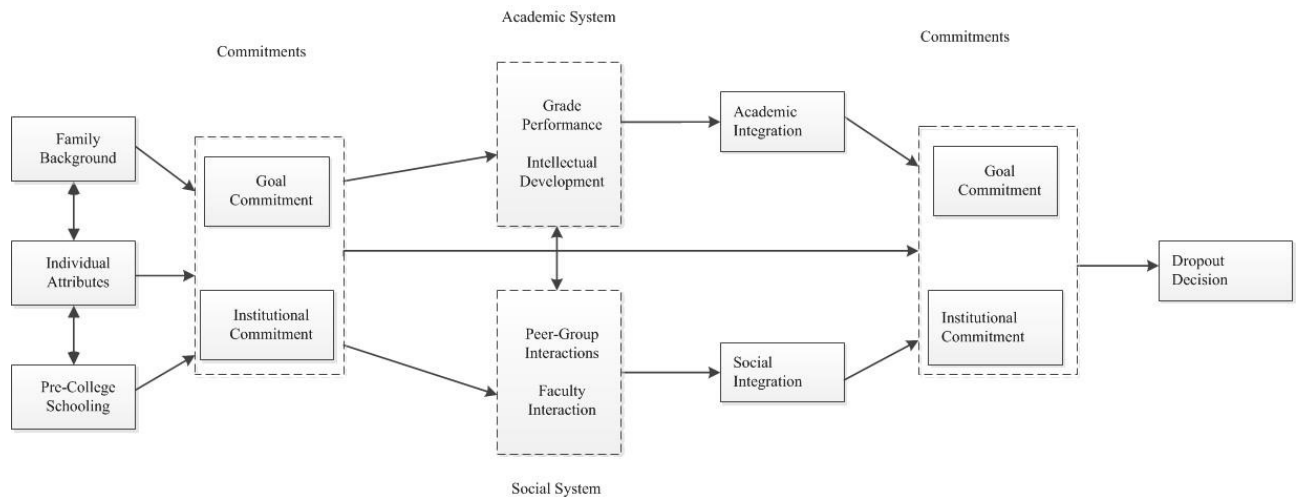 Academic System
Commitments
Commitments
Family
Background
Individual
Attributes
Pre-College
Schooling
Goal
Commitment
Institutional
Commitment
Grade
Performance
Intellectual
Development
Peer-Group
Interactions
Faculty
Interaction
Academic
Integration
Social
Integration
Goal
Commitment
Institutional
Commitment
Dropout
Decision
Social System